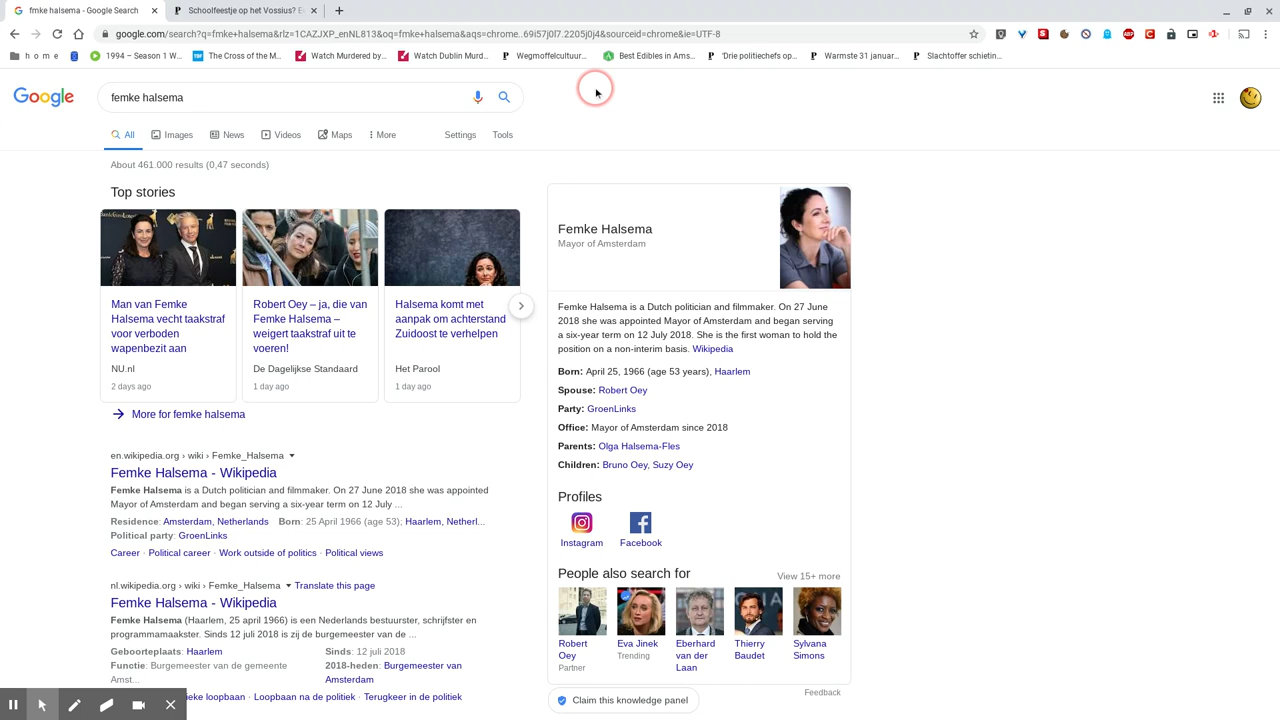 fmke halsema - Google Search
Schoolfeestje op het Vossius? Ee
google.com/search?q=fmke+halsema&rlz=1CAZJXP_enNL813&oq=fmke+halsema&aqs=chrome..69i57j0l7.2205j0j4&sourceid=chrome&ie=UTF-8
h o m e
1994 – Season 1 W...
The Cross of the M...
Watch Murdered by...
Watch Dublin Murd...
Wegmoffelcultuur...
Best Edibles in Ams...
'Drie politiechefs op...
Warmste 31 januar...
Slachtoffer schietin...
Google
femke halsema
All Images News Videos Maps More Settings Tools
About 461.000 results (0,47 seconds)
Top stories
Man van Femke
Halsema vecht taakstraf
voor verboden
wapenbezit aan
NU.nl
2 days ago
Robert Oey – ja, die van
Femke Halsema –
weigert taakstraf uit te
voeren!
De Dagelijkse Standaard
1 day ago
Halsema komt met
aanpak om achterstand
Zuidoost te verhelpen
Het Parool
1 day ago
More for femke halsema
en.wikipedia.org › wiki › Femke_Halsema
Femke Halsema - Wikipedia
Femke Halsema is a Dutch politician and filmmaker. On 27 June 2018 she was appointed
Mayor of Amsterdam and began serving a six-year term on 12 July ...
Residence: Amsterdam, Netherlands Born: 25 April 1966 (age 53); Haarlem, Netherl...
Political party: GroenLinks
Career · Political career · Work outside of politics · Political views
nl.wikipedia.org › wiki › Femke_Halsema Translate this page
Femke Halsema - Wikipedia
Femke Halsema (Haarlem, 25 april 1966) is een Nederlands bestuurster, schrijfster en
programmamaakster. Sinds 12 juli 2018 is zij de burgemeester van de ...
Geboorteplaats: Haarlem Sinds: 12 juli 2018
Functie: Burgemeester van de gemeente 2018-heden: Burgemeester van
Amst... Amsterdam
ieke loopbaan · Loopbaan na de politiek · Terugkeer in de politiek
Femke Halsema
Mayor of Amsterdam
Femke Halsema is a Dutch politician and filmmaker. On 27 June
2018 she was appointed Mayor of Amsterdam and began serving
a six-year term on 12 July 2018. She is the first woman to hold the
position on a non-interim basis. Wikipedia
Born: April 25, 1966 (age 53 years), Haarlem
Spouse: Robert Oey
Party: GroenLinks
Office: Mayor of Amsterdam since 2018
Parents: Olga Halsema-Fles
Children: Bruno Oey, Suzy Oey
Profiles
Instagram Facebook
People also search for View 15+ more
Robert
Oey
Partner
Eva Jinek
Trending
Eberhard
van der
Laan
Thierry
Baudet
Sylvana
Simons
Feedback
Claim this knowledge panel